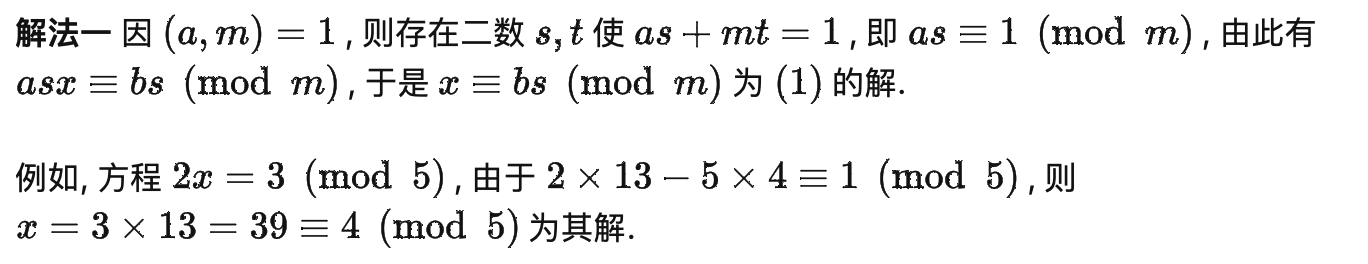 解法一 因 (a, m) = 1 , 则存在二数 s, t 使 as + mt = 1 , 即 as ≡ 1 (mod m) , 由此有
asx ≡ bs (mod m) , 于是 x ≡ bs (mod m) 为 (1) 的解.
例如, 方程 2x = 3 (mod 5) , 由于 2 × 13 − 5 × 4 ≡ 1 (mod 5) , 则
x = 3 × 13 = 39 ≡ 4 (mod 5) 为其解.